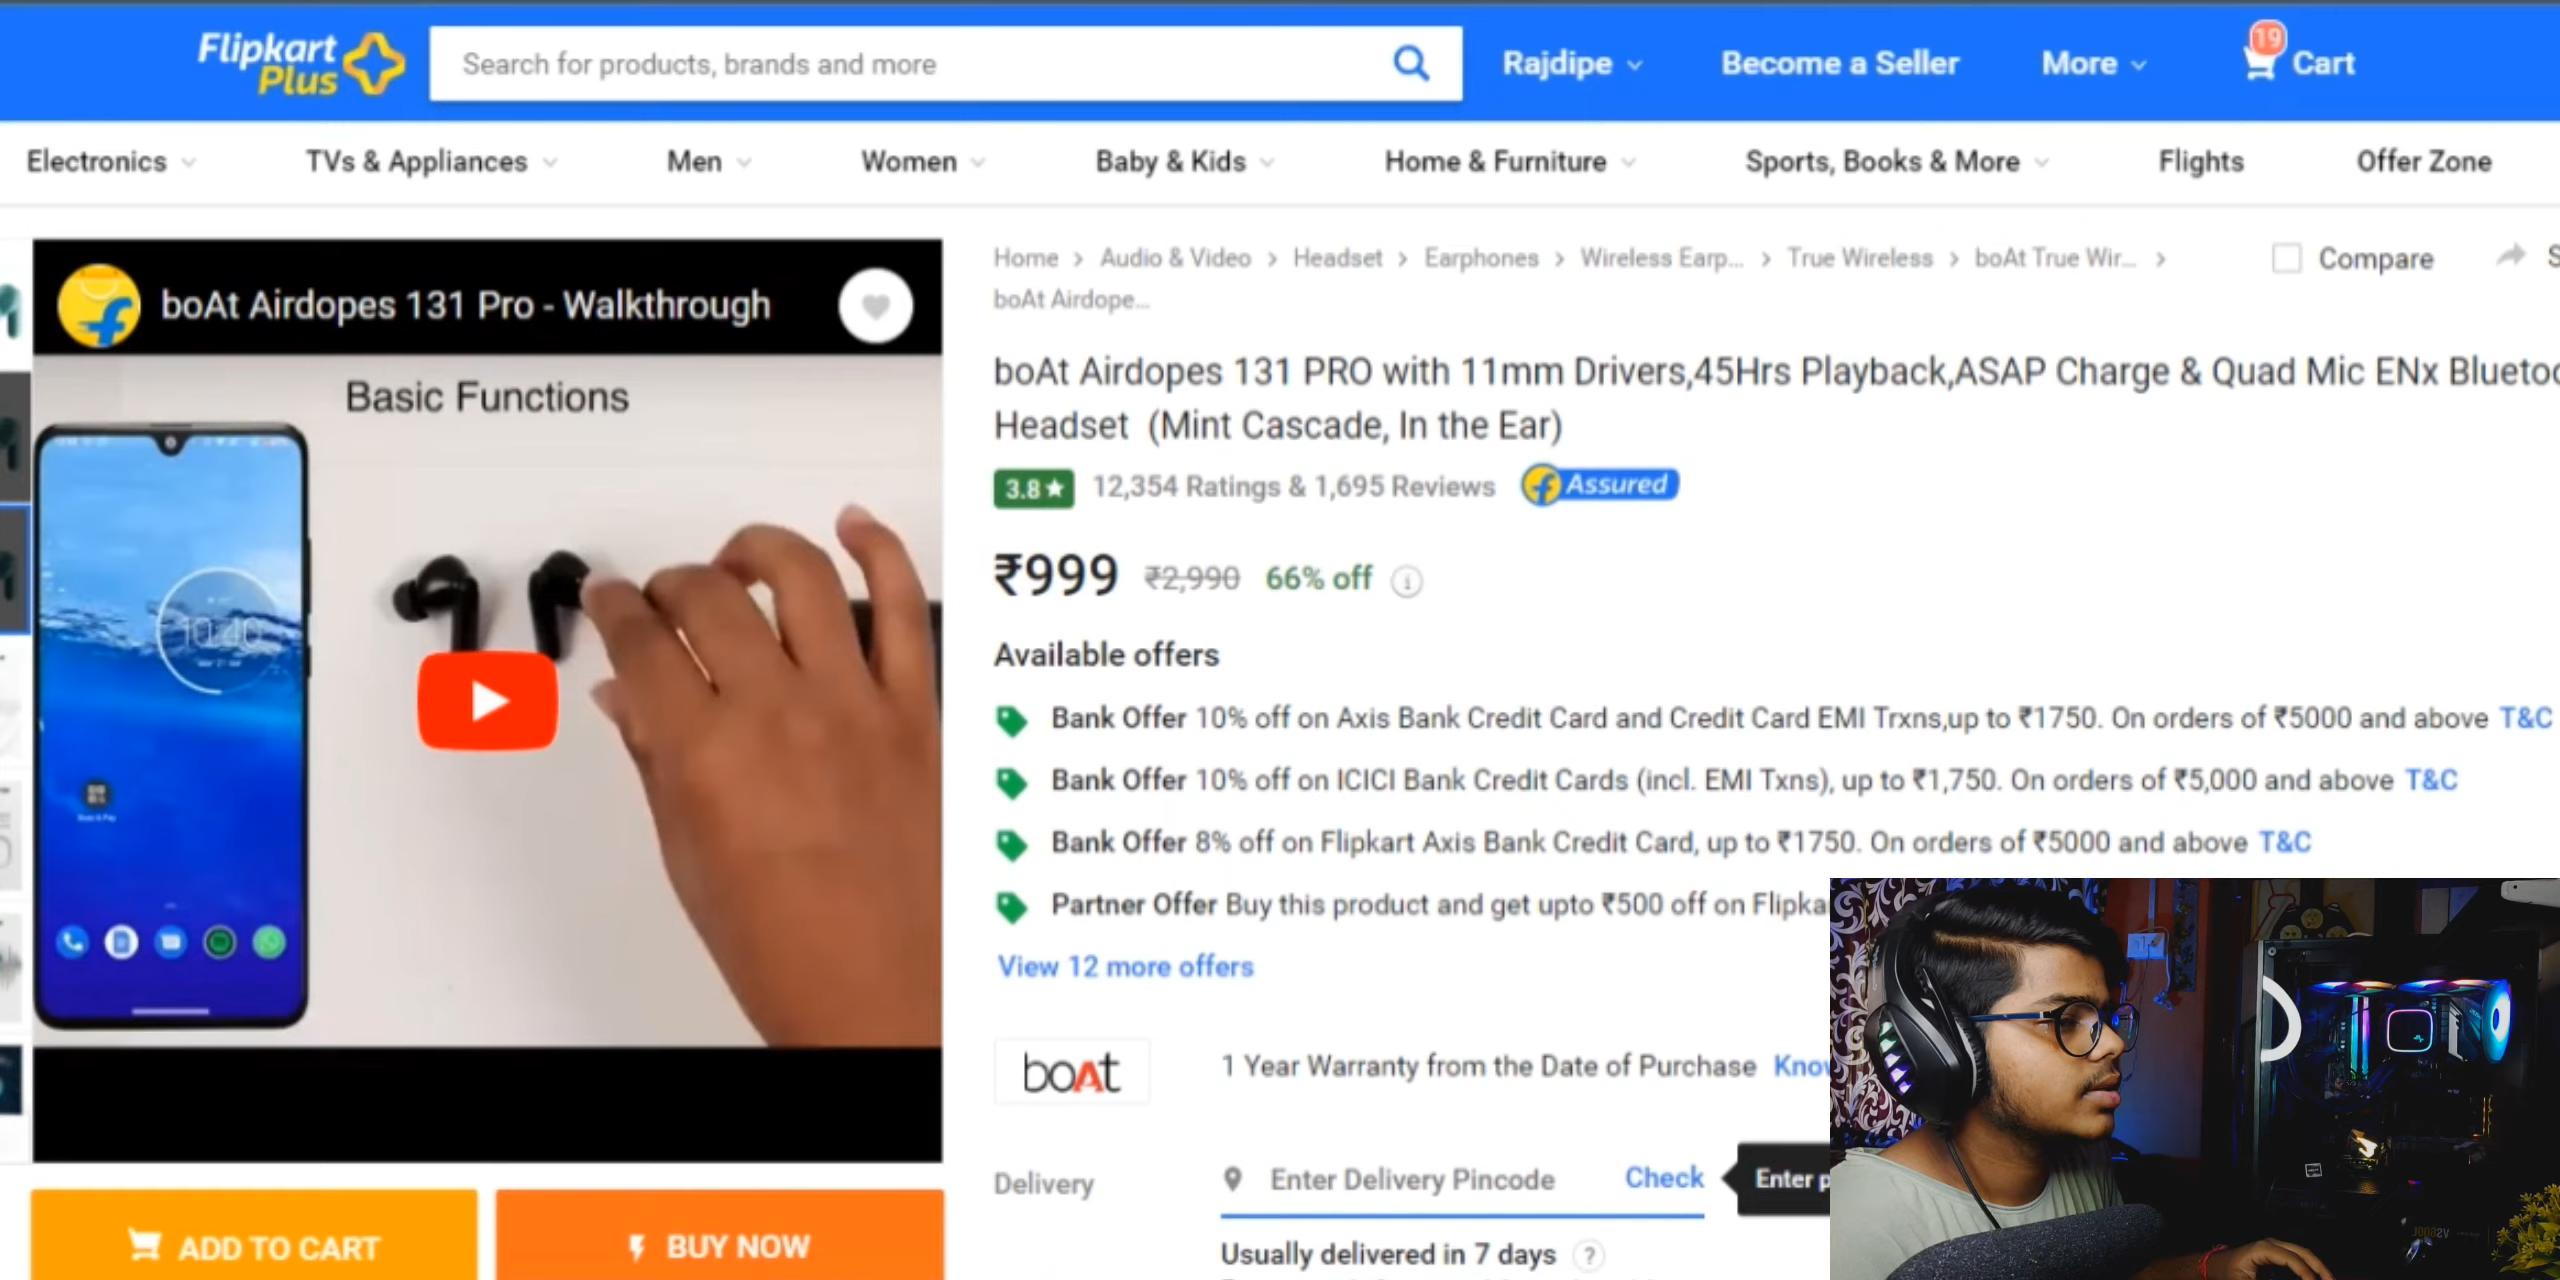 Flipkart
Plus
Search for products, brands and more
Rajdipe
Become a Seller
More
19
Cart
Electronics
TVs & Appliances
Men
Women
Baby & Kids
Home & Furniture
Sports, Books & More
Flights
Offer Zone
boAt Airdopes 131 Pro - Walkthrough
Basic Functions
10:40
Home > Audio & Video > Headset > Earphones > Wireless Earp... > True Wireless > boAt True Wir... >
boAt Airdope...
Compare
boAt Airdopes 131 PRO with 11mm Drivers,45Hrs Playback,ASAP Charge & Quad Mic ENx Bluetoo
Headset (Mint Cascade, In the Ear)
3.8★ 12,354 Ratings & 1,695 Reviews
Assured
₹999 ₹2,990 66% off
Available offers
Bank Offer 10% off on Axis Bank Credit Card and Credit Card EMI Trxns,up to ₹1750. On orders of ₹5000 and above T&C
Bank Offer 10% off on ICICI Bank Credit Cards (incl. EMI Txns), up to ₹1,750. On orders of ₹5,000 and above T&C
Bank Offer 8% off on Flipkart Axis Bank Credit Card, up to ₹1750. On orders of ₹5000 and above T&C
Partner Offer Buy this product and get upto ₹500 off on Flipka
View 12 more offers
boAt
1 Year Warranty from the Date of Purchase Know
Delivery
Enter Delivery Pincode
Check
Enter p
Usually delivered in 7 days ?
ADD TO CART
BUY NOW